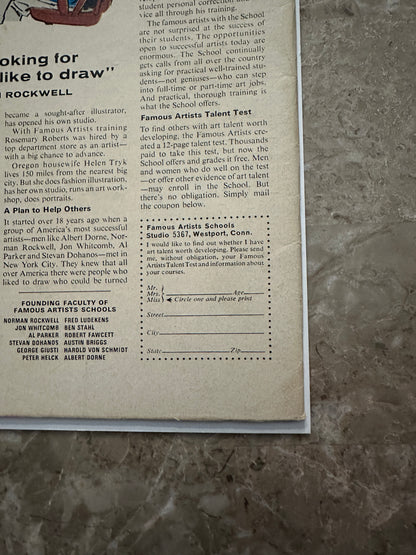 ooking for
like to draw"
ROCKWELL
became a sought-after illustrator,
has opened his own studio.
With Famous Artists training
Rosemary Roberts was hired by a
top department store as an artist—
with a big chance to advance.
Oregon housewife Helen Tryk
lives 150 miles from the nearest big
city. But she does fashion illustration,
has her own studio, runs an art work-
shop, does portraits.
A Plan to Help Others
It started over 18 years ago when a
group of America's most successful
artists—men like Albert Dorne, Nor-
man Rockwell, Jon Whitcomb, Al
Parker and Stevan Dohanos—met in
New York City. They knew that all
over America there were people who
liked to draw who could be turned
FOUNDING FACULTY OF
FAMOUS ARTISTS SCHOOLS
NORMAN ROCKWELL FRED LUDEKENS
JON WHITCOMB BEN STAHL
AL PARKER ROBERT FAWCETT
STEVAN DOHANOS AUSTIN BRIGGS
GEORGE GIUSTI HAROLD VON SCHMIDT
PETER HELCK ALBERT DORNE
student personal correction and
vice all through his training.
The famous artists with the School
are not surprised at the success of
their students. The opportunities
open to successful artists today are
enormous. The School continually
gets calls from all over the country
asking for practical well-trained stu-
dents—not geniuses—who can step
into full-time or part-time art jobs.
And practical, thorough training is
what the School offers.
Famous Artists Talent Test
To find others with art talent worth
developing, the Famous Artists cre-
ated a 12-page talent test. Thousands
paid to take this test, but now the
School offers and grades it free. Men
and women who do well on the test
—or offer other evidence of art talent
—may enroll in the School. But
there's no obligation. Simply mail
the coupon below.
Famous Artists Schools
Studio 5367, Westport, Conn.
I would like to find out whether I have
art talent worth developing. Please send
me, without obligation, your Famous
Artists Talent Test and information about
your courses.
Mr.
Mrs. Age
Miss Circle one and please print
Street
City
State Zip